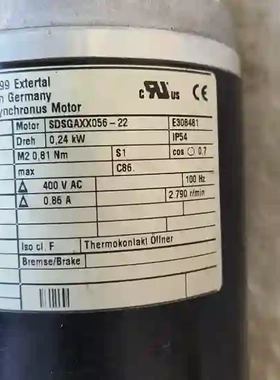 99 Extertal
n Germany
ynchronus Motor
c US CE
Motor SDSGAXX056-22 E308481
Dreh 0,24 kW IP54
M2 0,81 Nm S1 cos ∅ 0,7
max C86.
100 Hz
△ 400 V AC
△ 0,85 A 2.790 r/min
Iso cl. F Thermokontakt Öffner
Bremse/Brake